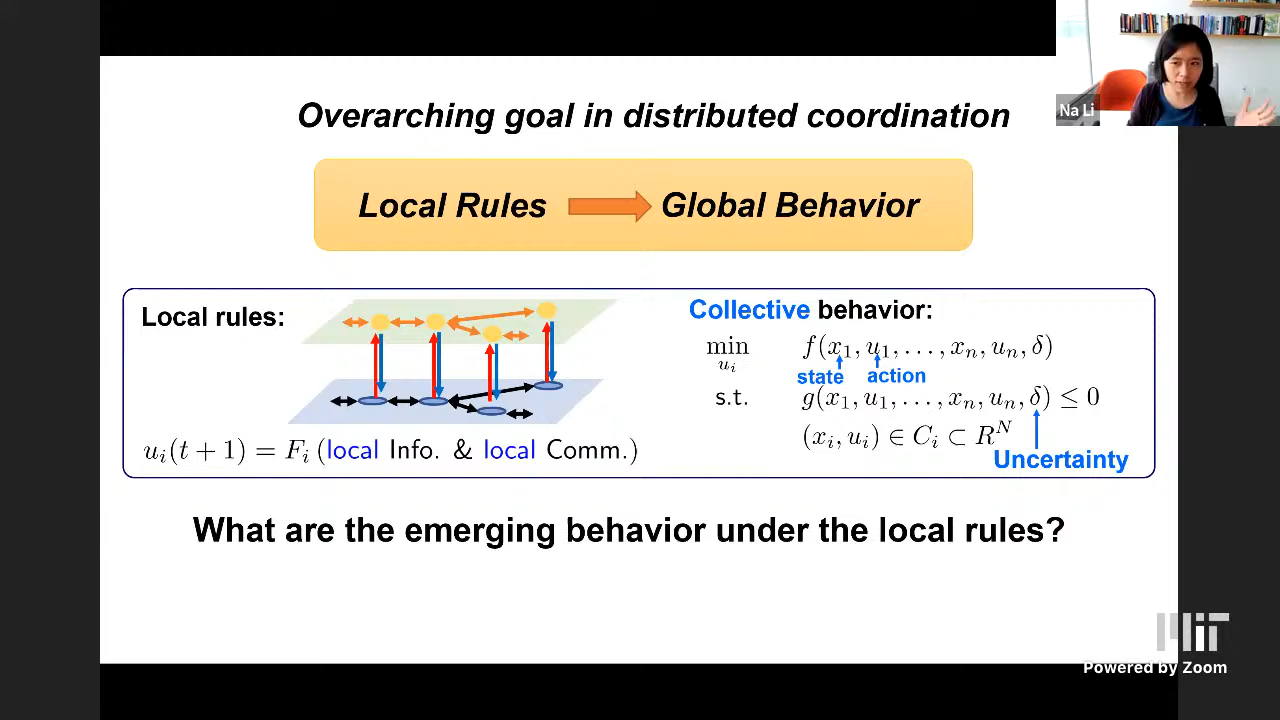 Overarching goal in distributed coordination
Na Li
Local Rules Global Behavior
Local rules:
u_i(t + 1) = F_i (local Info. & local Comm.)
Collective behavior:
min_{u_i} f(x_1, u_1, . . . , x_n, u_n, δ)
state action
s.t. g(x_1, u_1, . . . , x_n, u_n, δ) ≤ 0
(x_i, u_i) ∈ C_i ⊂ R^N
Uncertainty
What are the emerging behavior under the local rules?
MIT
Powered by Zoom